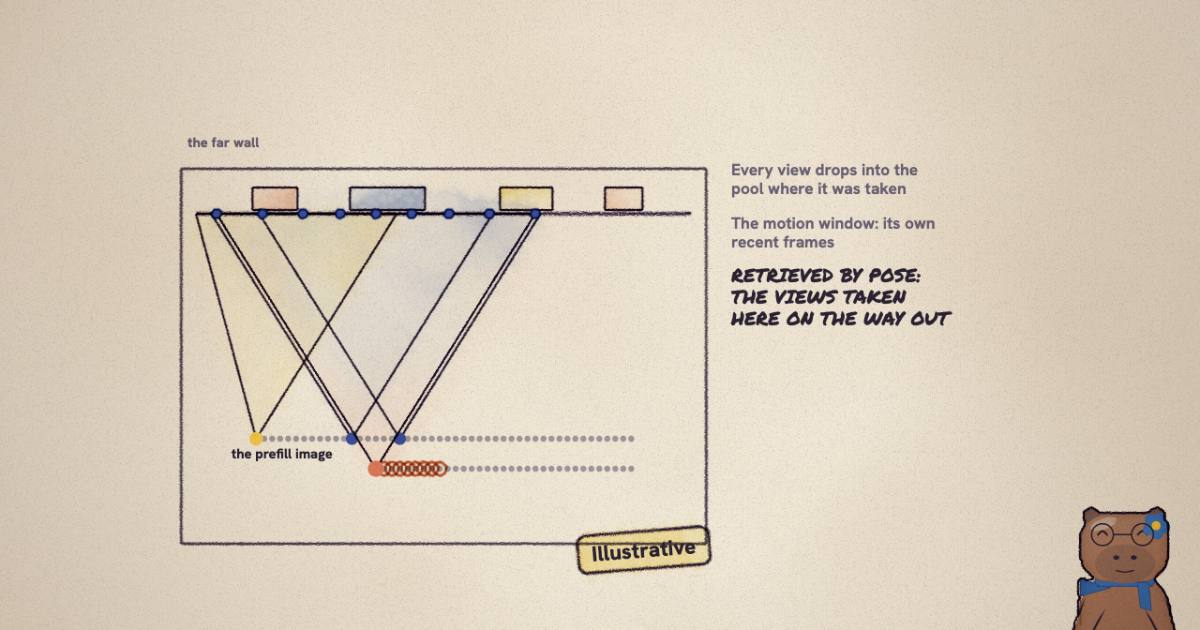 the far wall
Every view drops into the
pool where it was taken
The motion window: its own
recent frames
RETRIEVED BY POSE:
THE VIEWS TAKEN
HERE ON THE WAY OUT
the prefill image
Illustrative